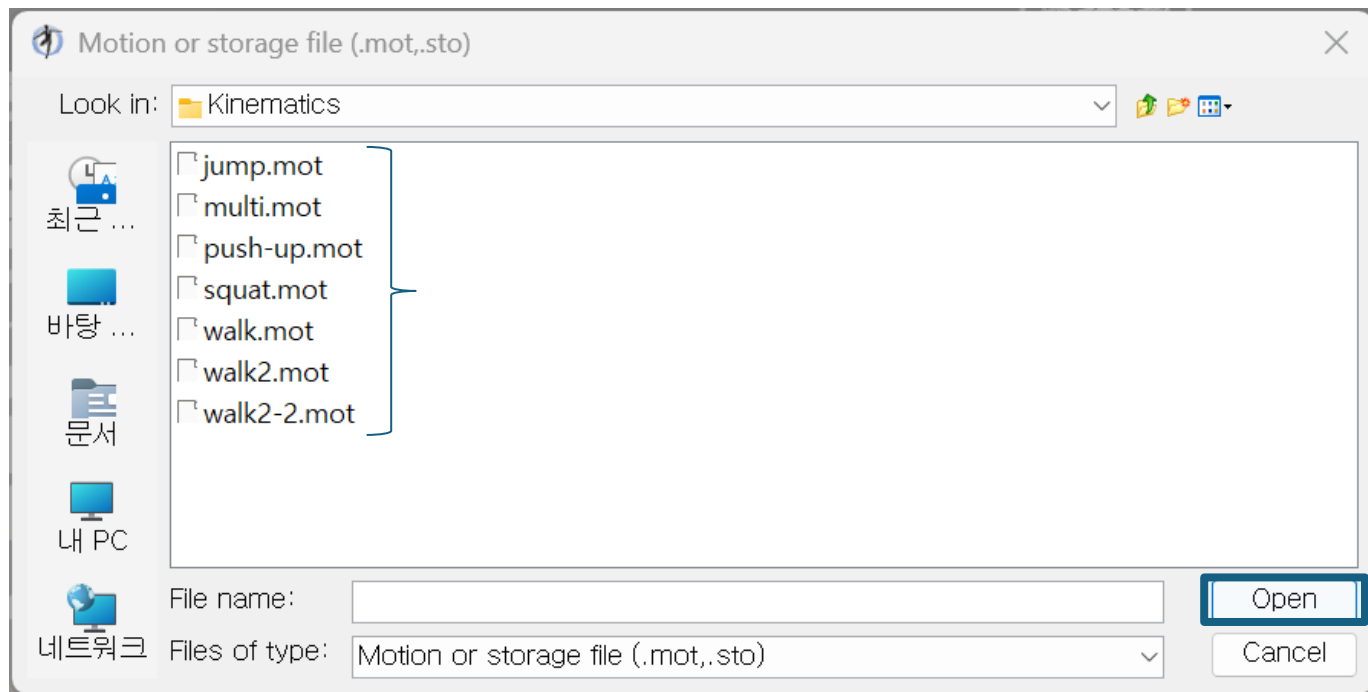 Motion or storage file (.mot,.sto)
Look in:
Kinematics
최근 ...
바탕 ...
문서
내 PC
네트워크
jump.mot
multi.mot
push-up.mot
squat.mot
walk.mot
walk2.mot
walk2-2.mot
File name:
Open
Files of type:
Motion or storage file (.mot,.sto)
Cancel